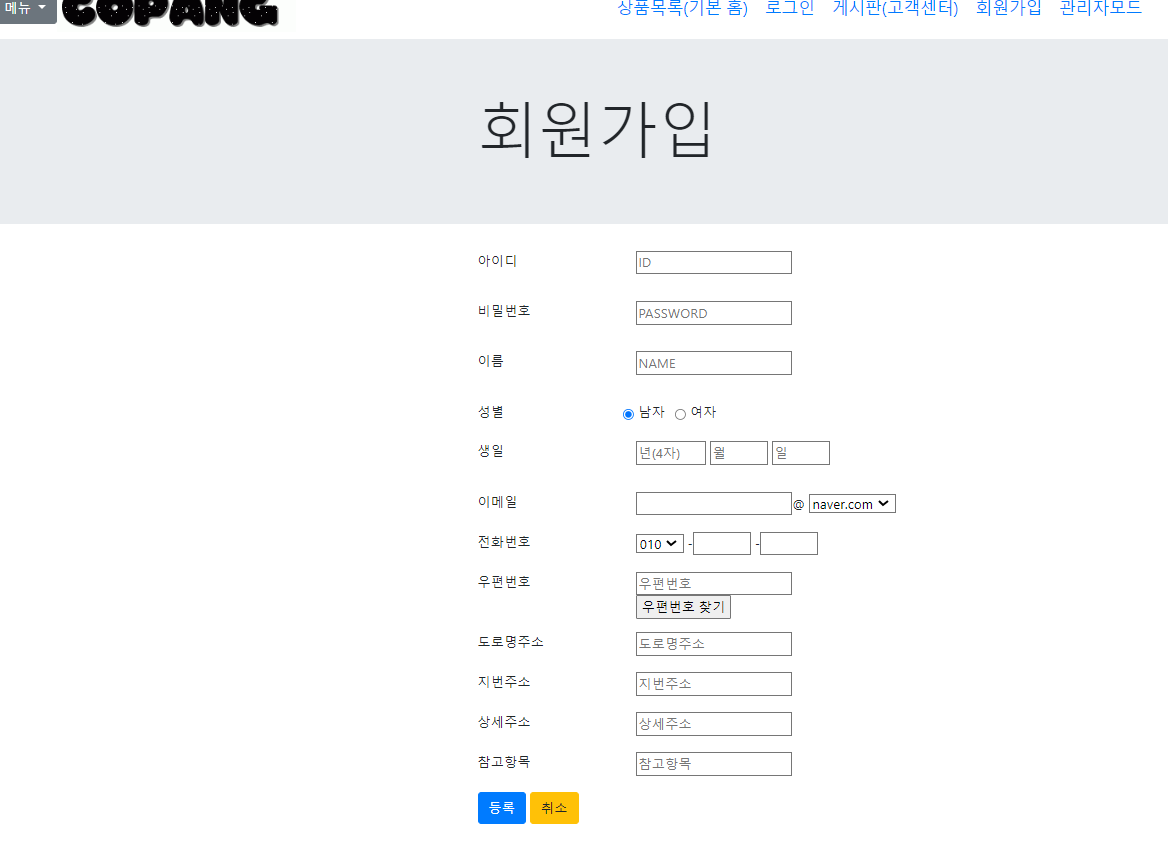 메뉴 COPANG 상품목록(기본 홈) 로그인 게시판(고객센터) 회원가입 관리자모드
회원가입
아이디 ID
비밀번호 PASSWORD
이름 NAME
성별 남자 여자
생일 년(4자) 월 일
이메일 @ naver.com
전화번호 010 - -
우편번호 우편번호
우편번호 찾기
도로명주소 도로명주소
지번주소 지번주소
상세주소 상세주소
참고항목 참고항목
등록 취소